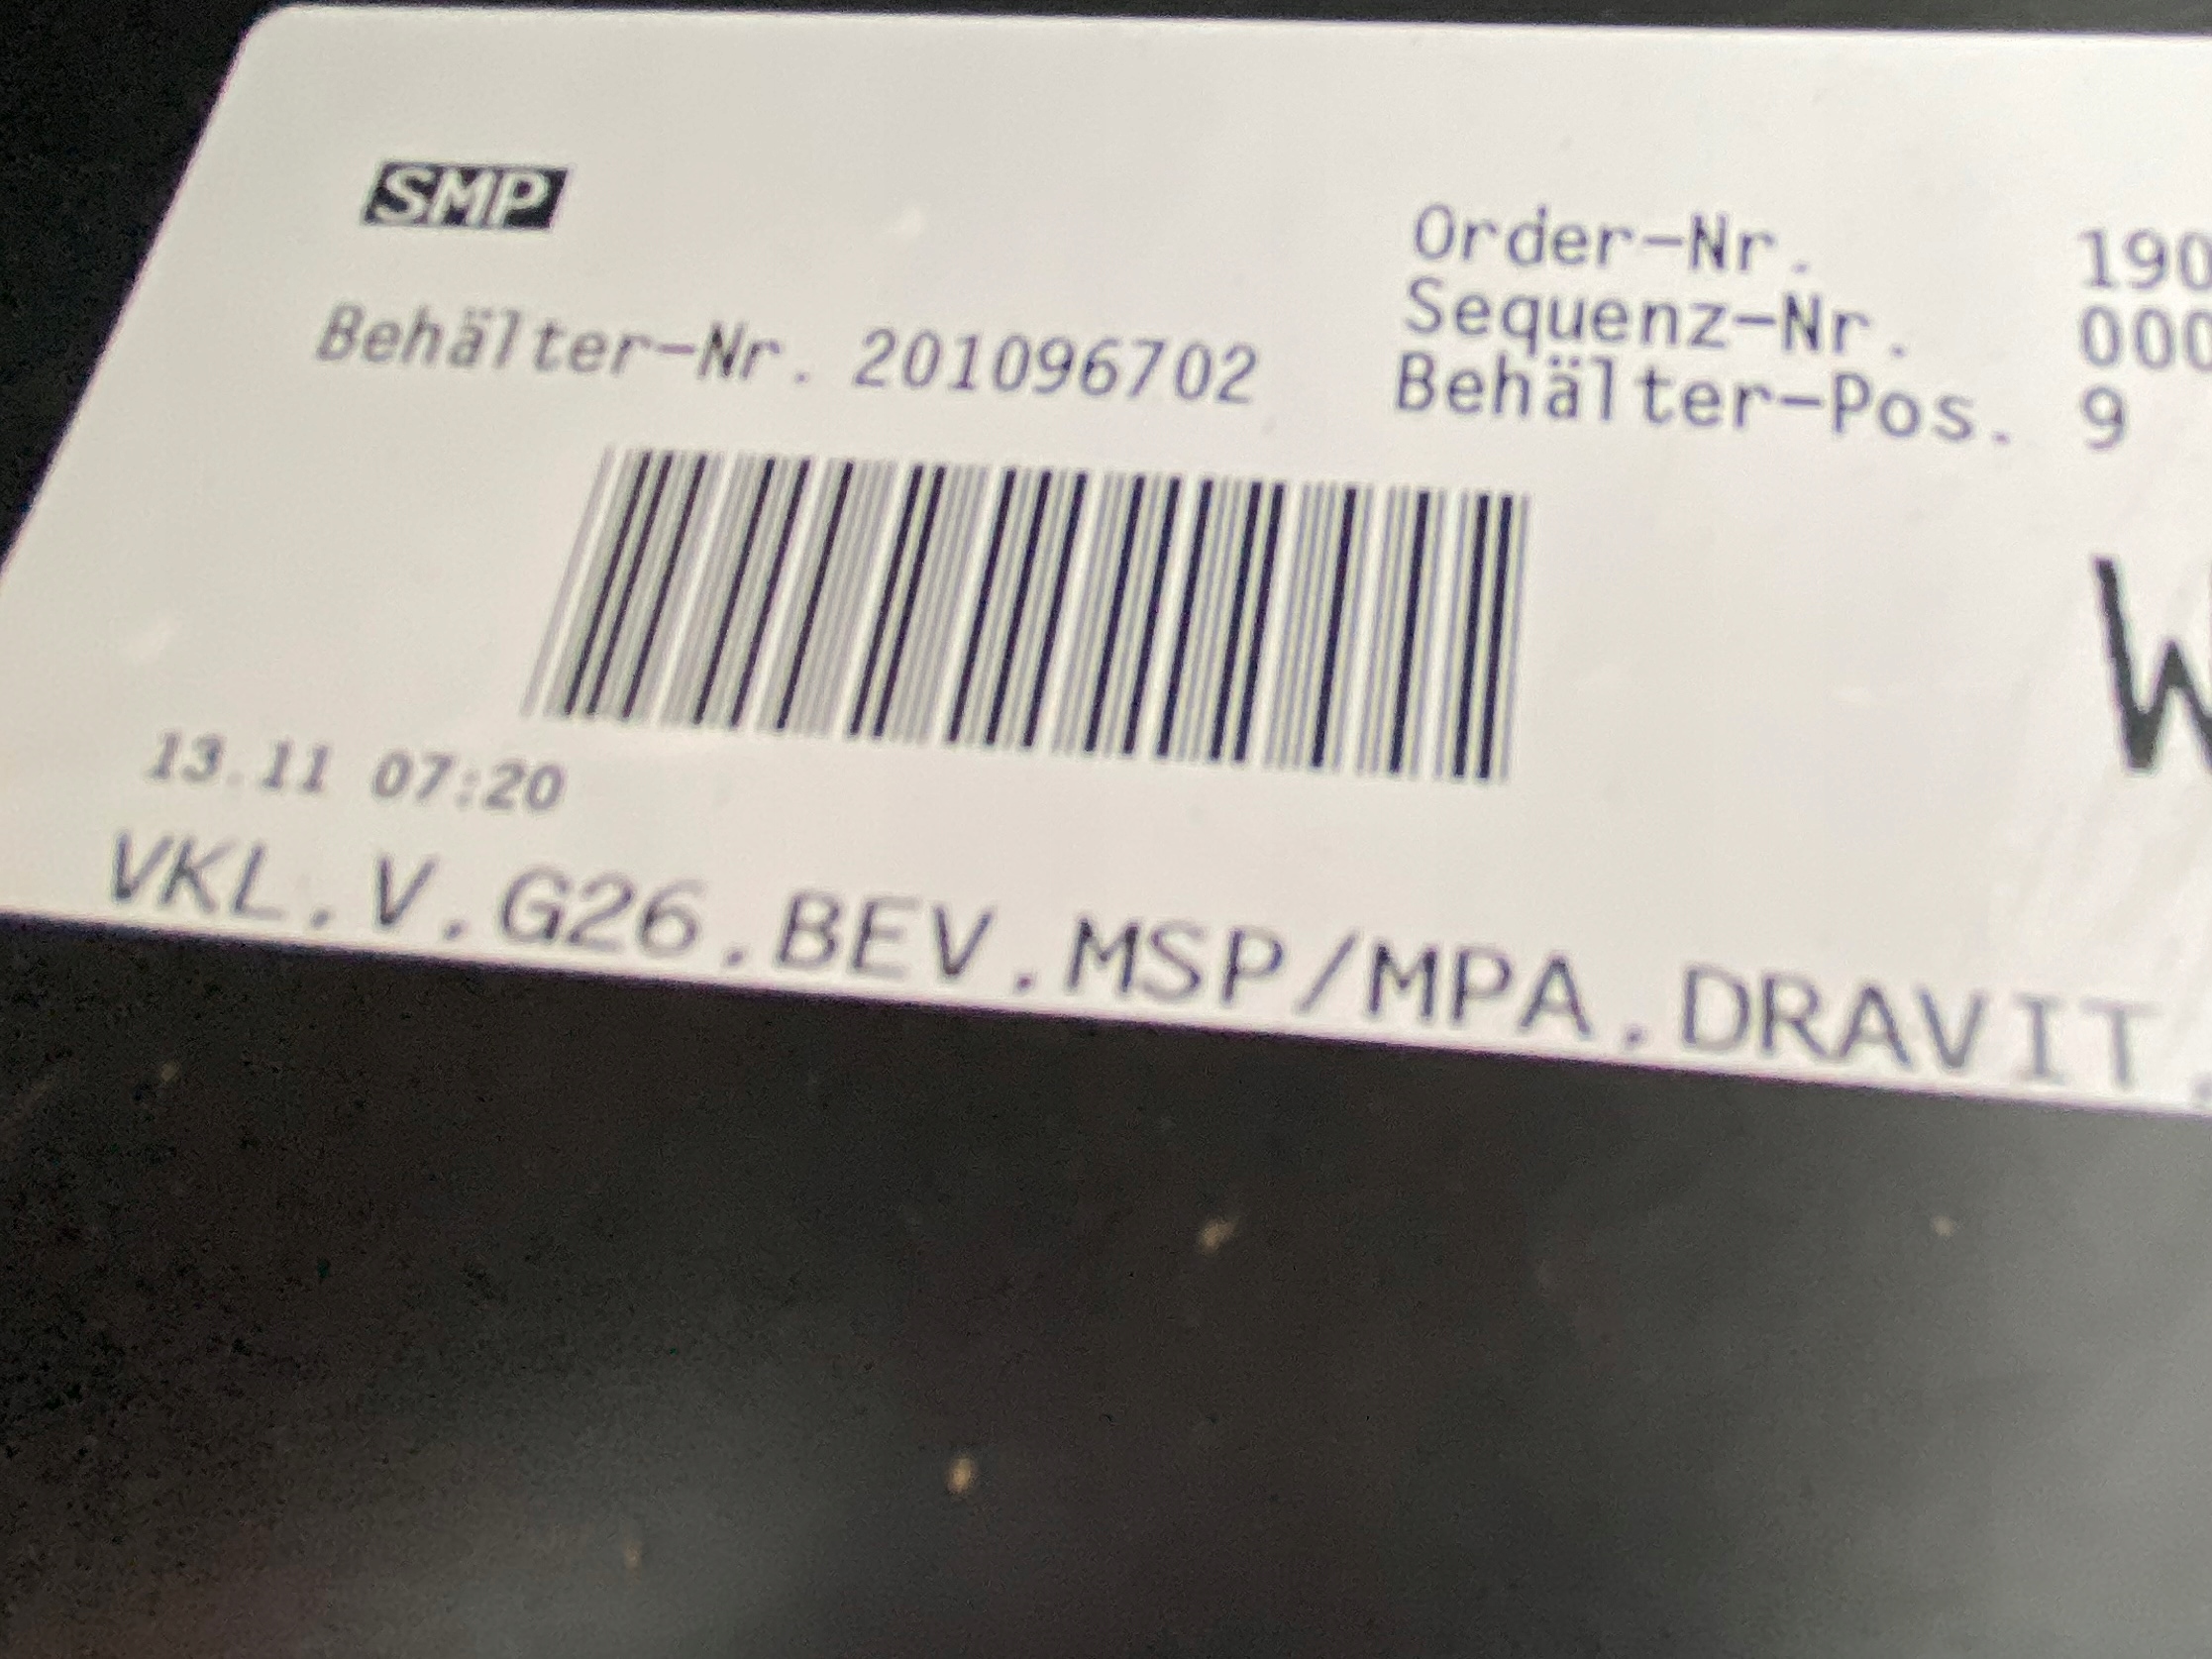 SMP
Behälter-Nr. 201096702
Order-Nr. 190
Sequenz-Nr. 000
Behälter-Pos. 9
W
13.11 07:20
VKL.V.G26.BEV.MSP/MPA.DRAVIT.